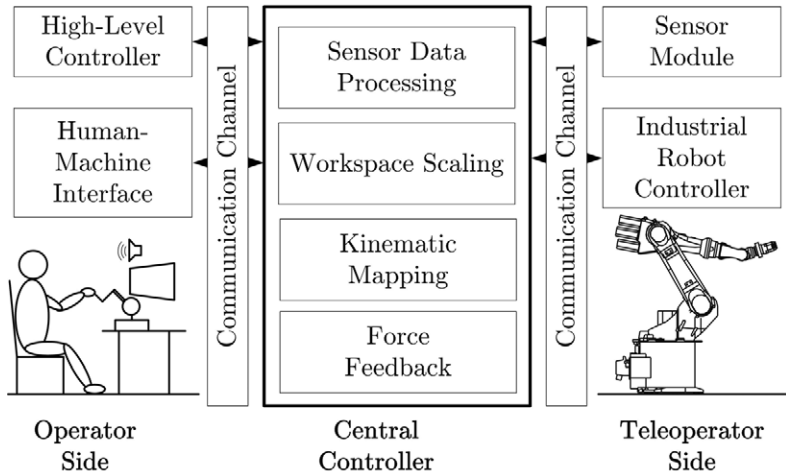 High-Level
Controller
Human-
Machine
Interface
Communication Channel
Sensor Data
Processing
Workspace Scaling
Kinematic
Mapping
Force
Feedback
Communication Channel
Sensor
Module
Industrial
Robot
Controller
Operator
Side
Central
Controller
Teleoperator
Side